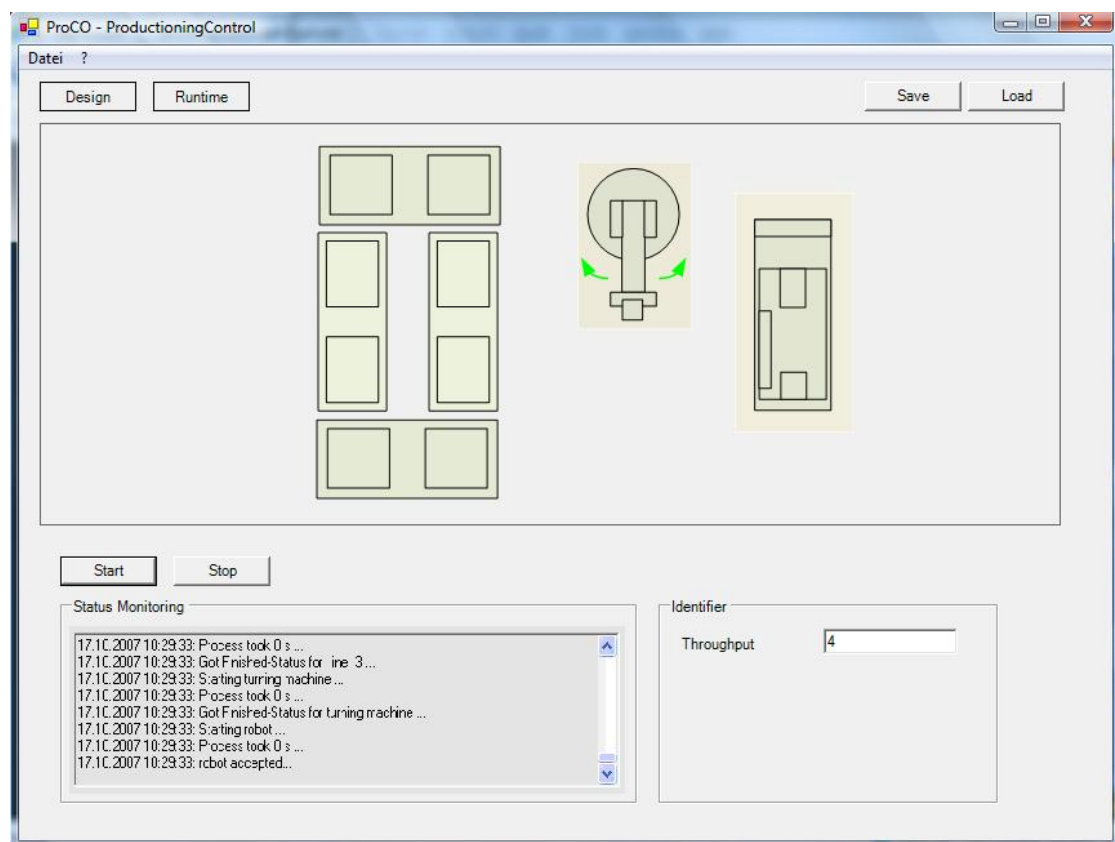 ProCO - ProductioningControl
Datei ?
Design Runtime Save Load
Start Stop
Status Monitoring
17.10.2007 10:29:33: Process took 0 s ...
17.10.2007 10:29:33: Got Finished-Status for line 3 ...
17.10.2007 10:29:33: Starting turning machine ...
17.10.2007 10:29:33: Process took 0 s ...
17.10.2007 10:29:33: Got Finished-Status for turning machine ...
17.10.2007 10:29:33: Starting robot ...
17.10.2007 10:29:33: Process took 0 s ...
17.10.2007 10:29:33: robot accepted...
Identifier
Throughput 4